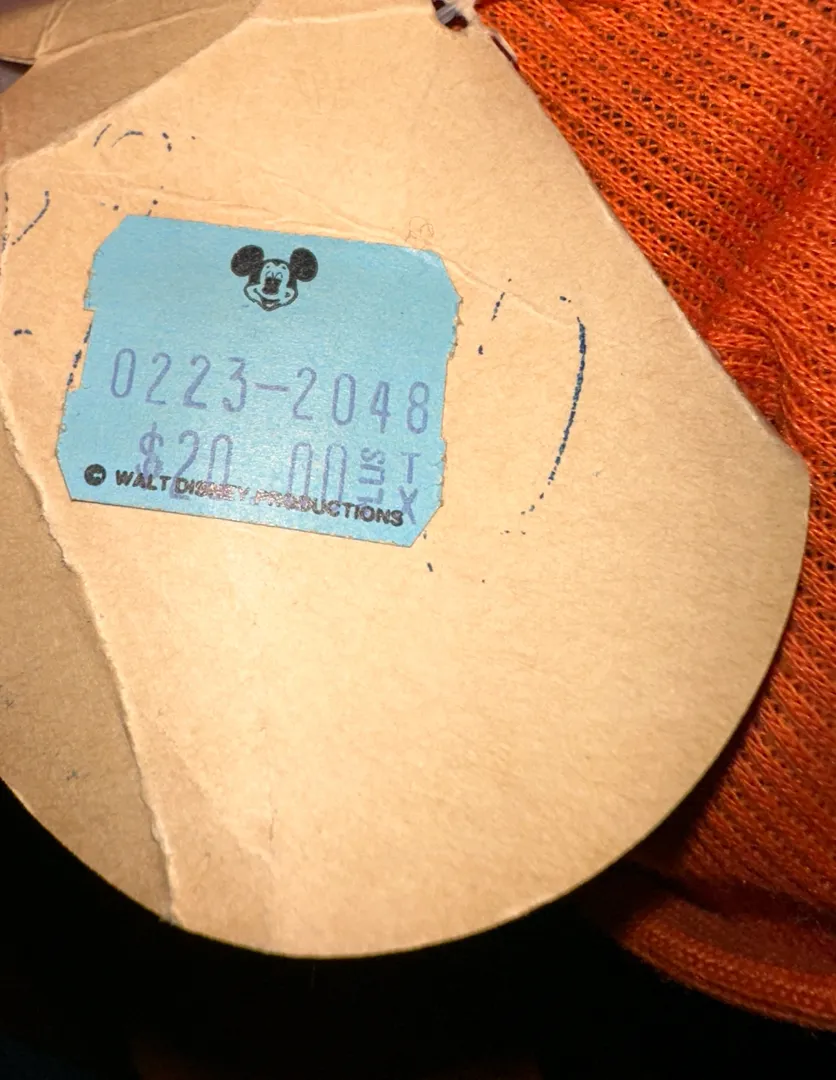 0223-2048
$20.00 PLUS TX
© WALT DISNEY PRODUCTIONS